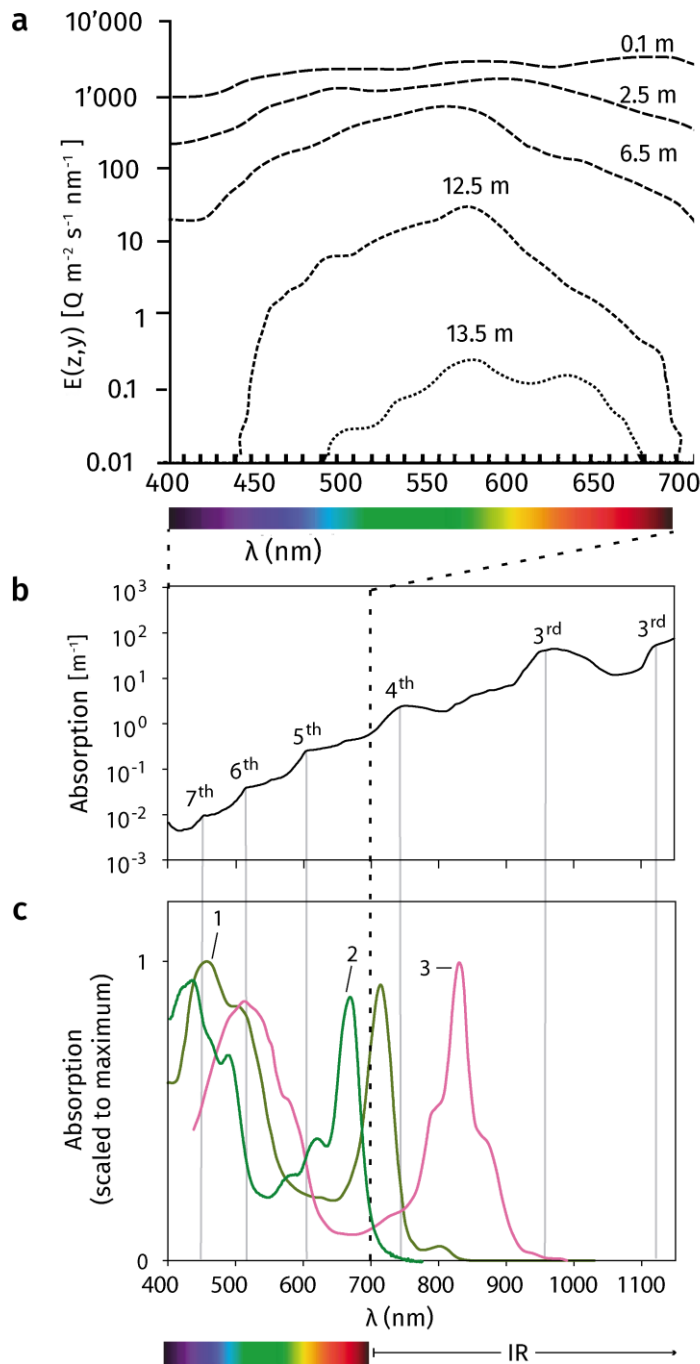 a
10’000
1’000
100
10
1
0.1
0.01
E(z,y) [Q m⁻² s⁻¹ nm⁻¹]
0.1 m
2.5 m
6.5 m
12.5 m
13.5 m
400 450 500 550 600 650 700
λ (nm)
b
10³
10²
10¹
10⁰
10⁻¹
10⁻²
10⁻³
Absorption [m⁻¹]
7ᵗʰ
6ᵗʰ
5ᵗʰ
4ᵗʰ
3ʳᵈ
3ʳᵈ
c
1
0
Absorption
(scaled to maximum)
1
2
3
400 500 600 700 800 900 1000 1100
λ (nm)
IR